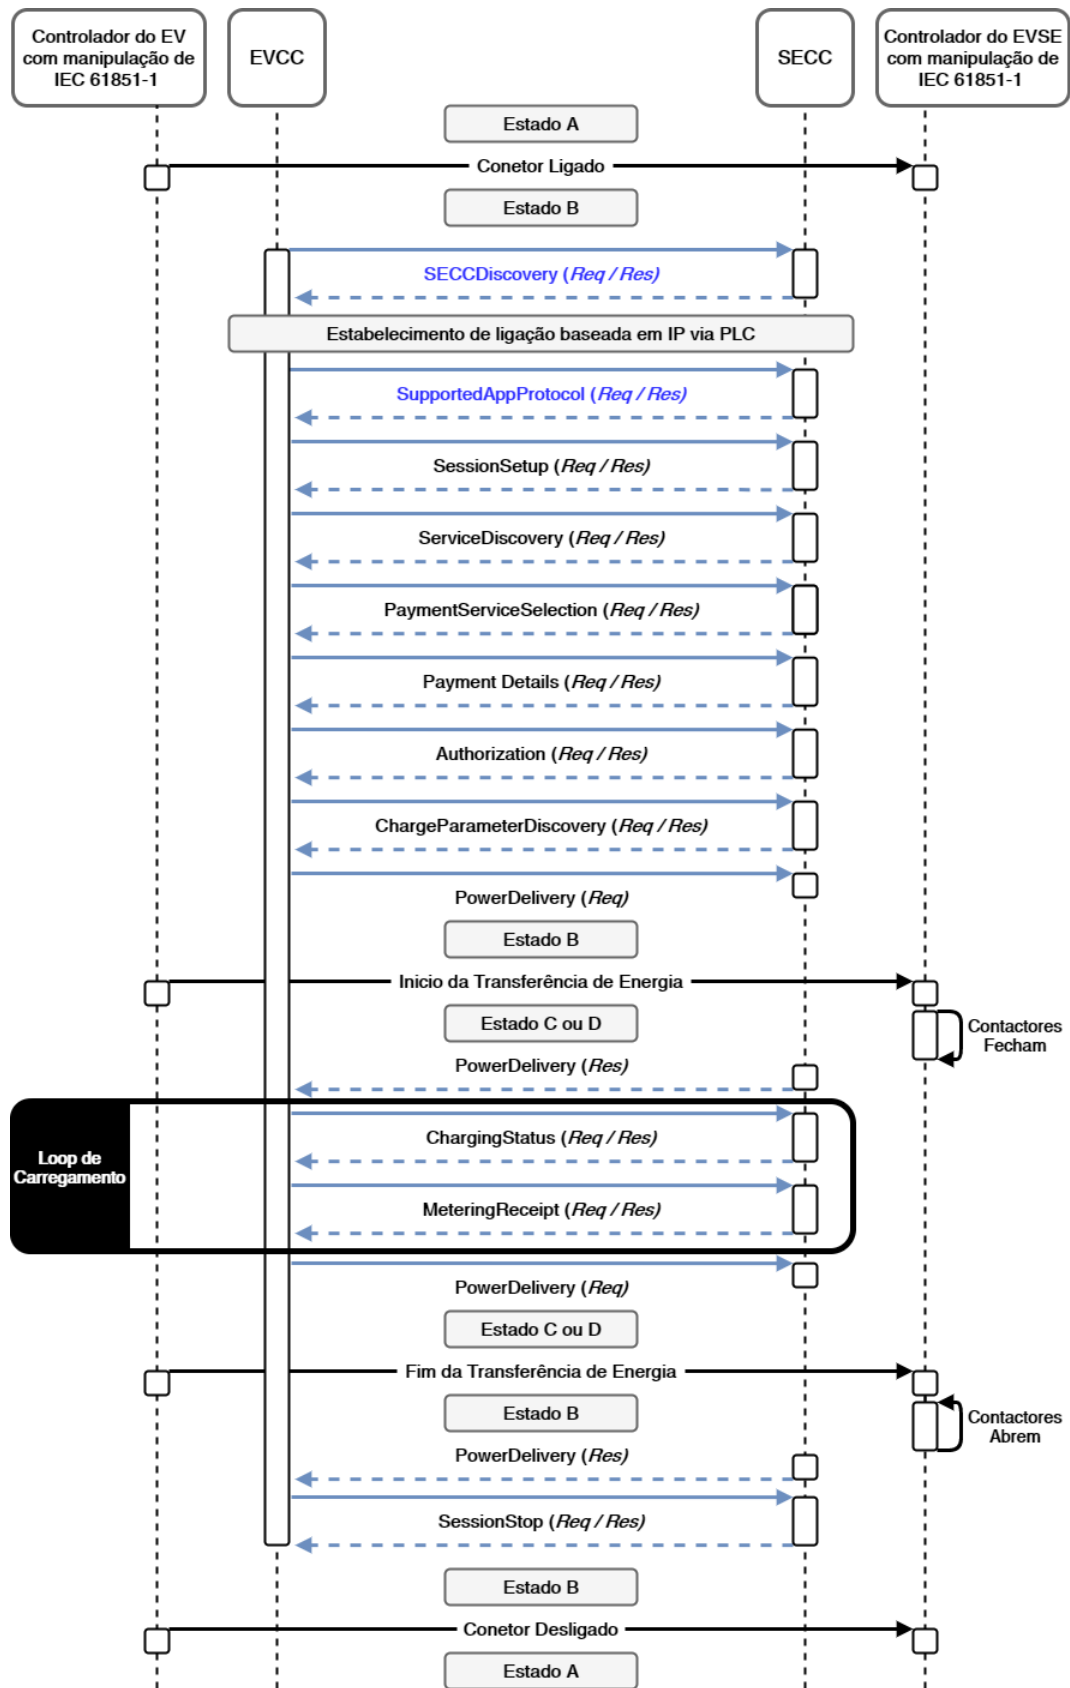 Controlador do EV
com manipulação de
IEC 61851-1
EVCC
SECC
Controlador do EVSE
com manipulação de
IEC 61851-1
Estado A
Conetor Ligado
Estado B
SECCDiscovery (Req / Res)
Estabelecimento de ligação baseada em IP via PLC
SupportedAppProtocol (Req / Res)
SessionSetup (Req / Res)
ServiceDiscovery (Req / Res)
PaymentServiceSelection (Req / Res)
Payment Details (Req / Res)
Authorization (Req / Res)
ChargeParameterDiscovery (Req / Res)
PowerDelivery (Req)
Estado B
Inicio da Transferência de Energia
Estado C ou D
Contactores
Fecham
PowerDelivery (Res)
Loop de
Carregamento
ChargingStatus (Req / Res)
MeteringReceipt (Req / Res)
PowerDelivery (Req)
Estado C ou D
Fim da Transferência de Energia
Estado B
Contactores
Abrem
PowerDelivery (Res)
SessionStop (Req / Res)
Estado B
Conetor Desligado
Estado A